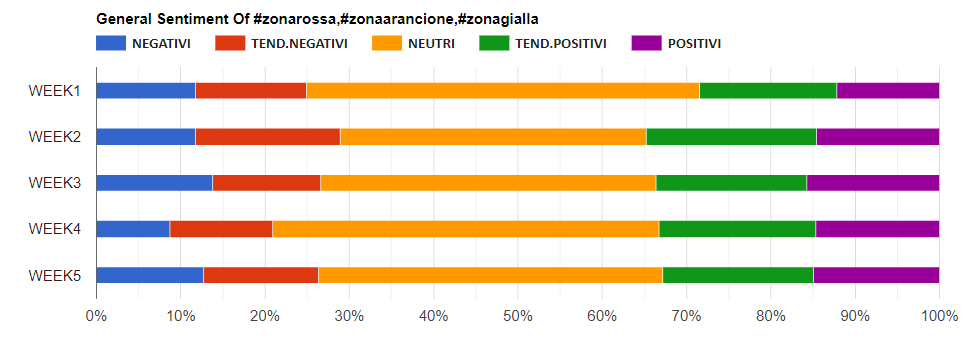 General Sentiment Of #zonarossa,#zonaarancione,#zonagialla
NEGATIVI TEND.NEGATIVI NEUTRI TEND.POSITIVI POSITIVI
WEEK1
WEEK2
WEEK3
WEEK4
WEEK5
0% 10% 20% 30% 40% 50% 60% 70% 80% 90% 100%